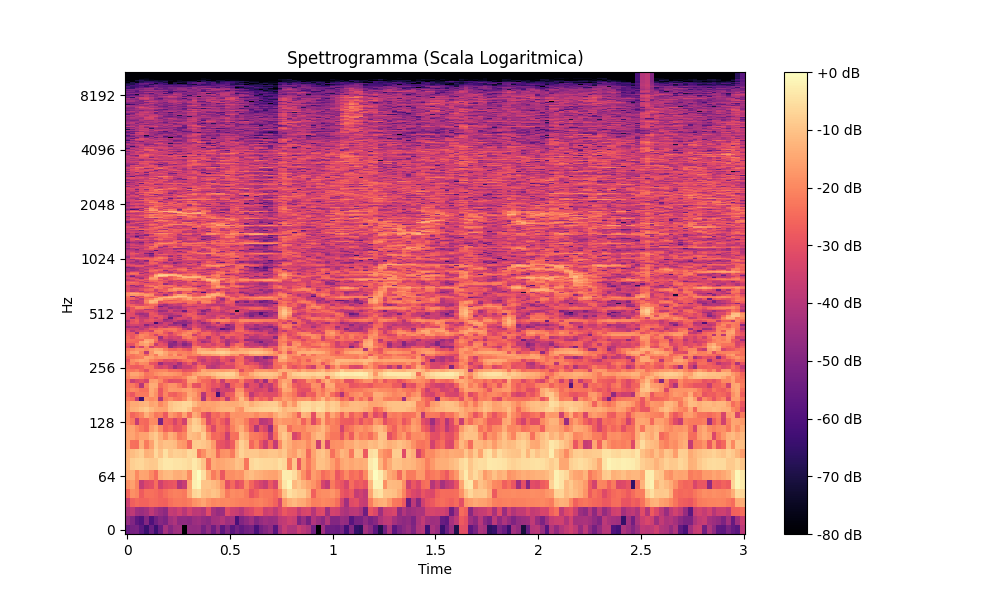 Spettrogramma (Scala Logaritmica)
Hz
8192
4096
2048
1024
512
256
128
64
0
0
0.5
1
1.5
2
2.5
3
Time
+0 dB
-10 dB
-20 dB
-30 dB
-40 dB
-50 dB
-60 dB
-70 dB
-80 dB